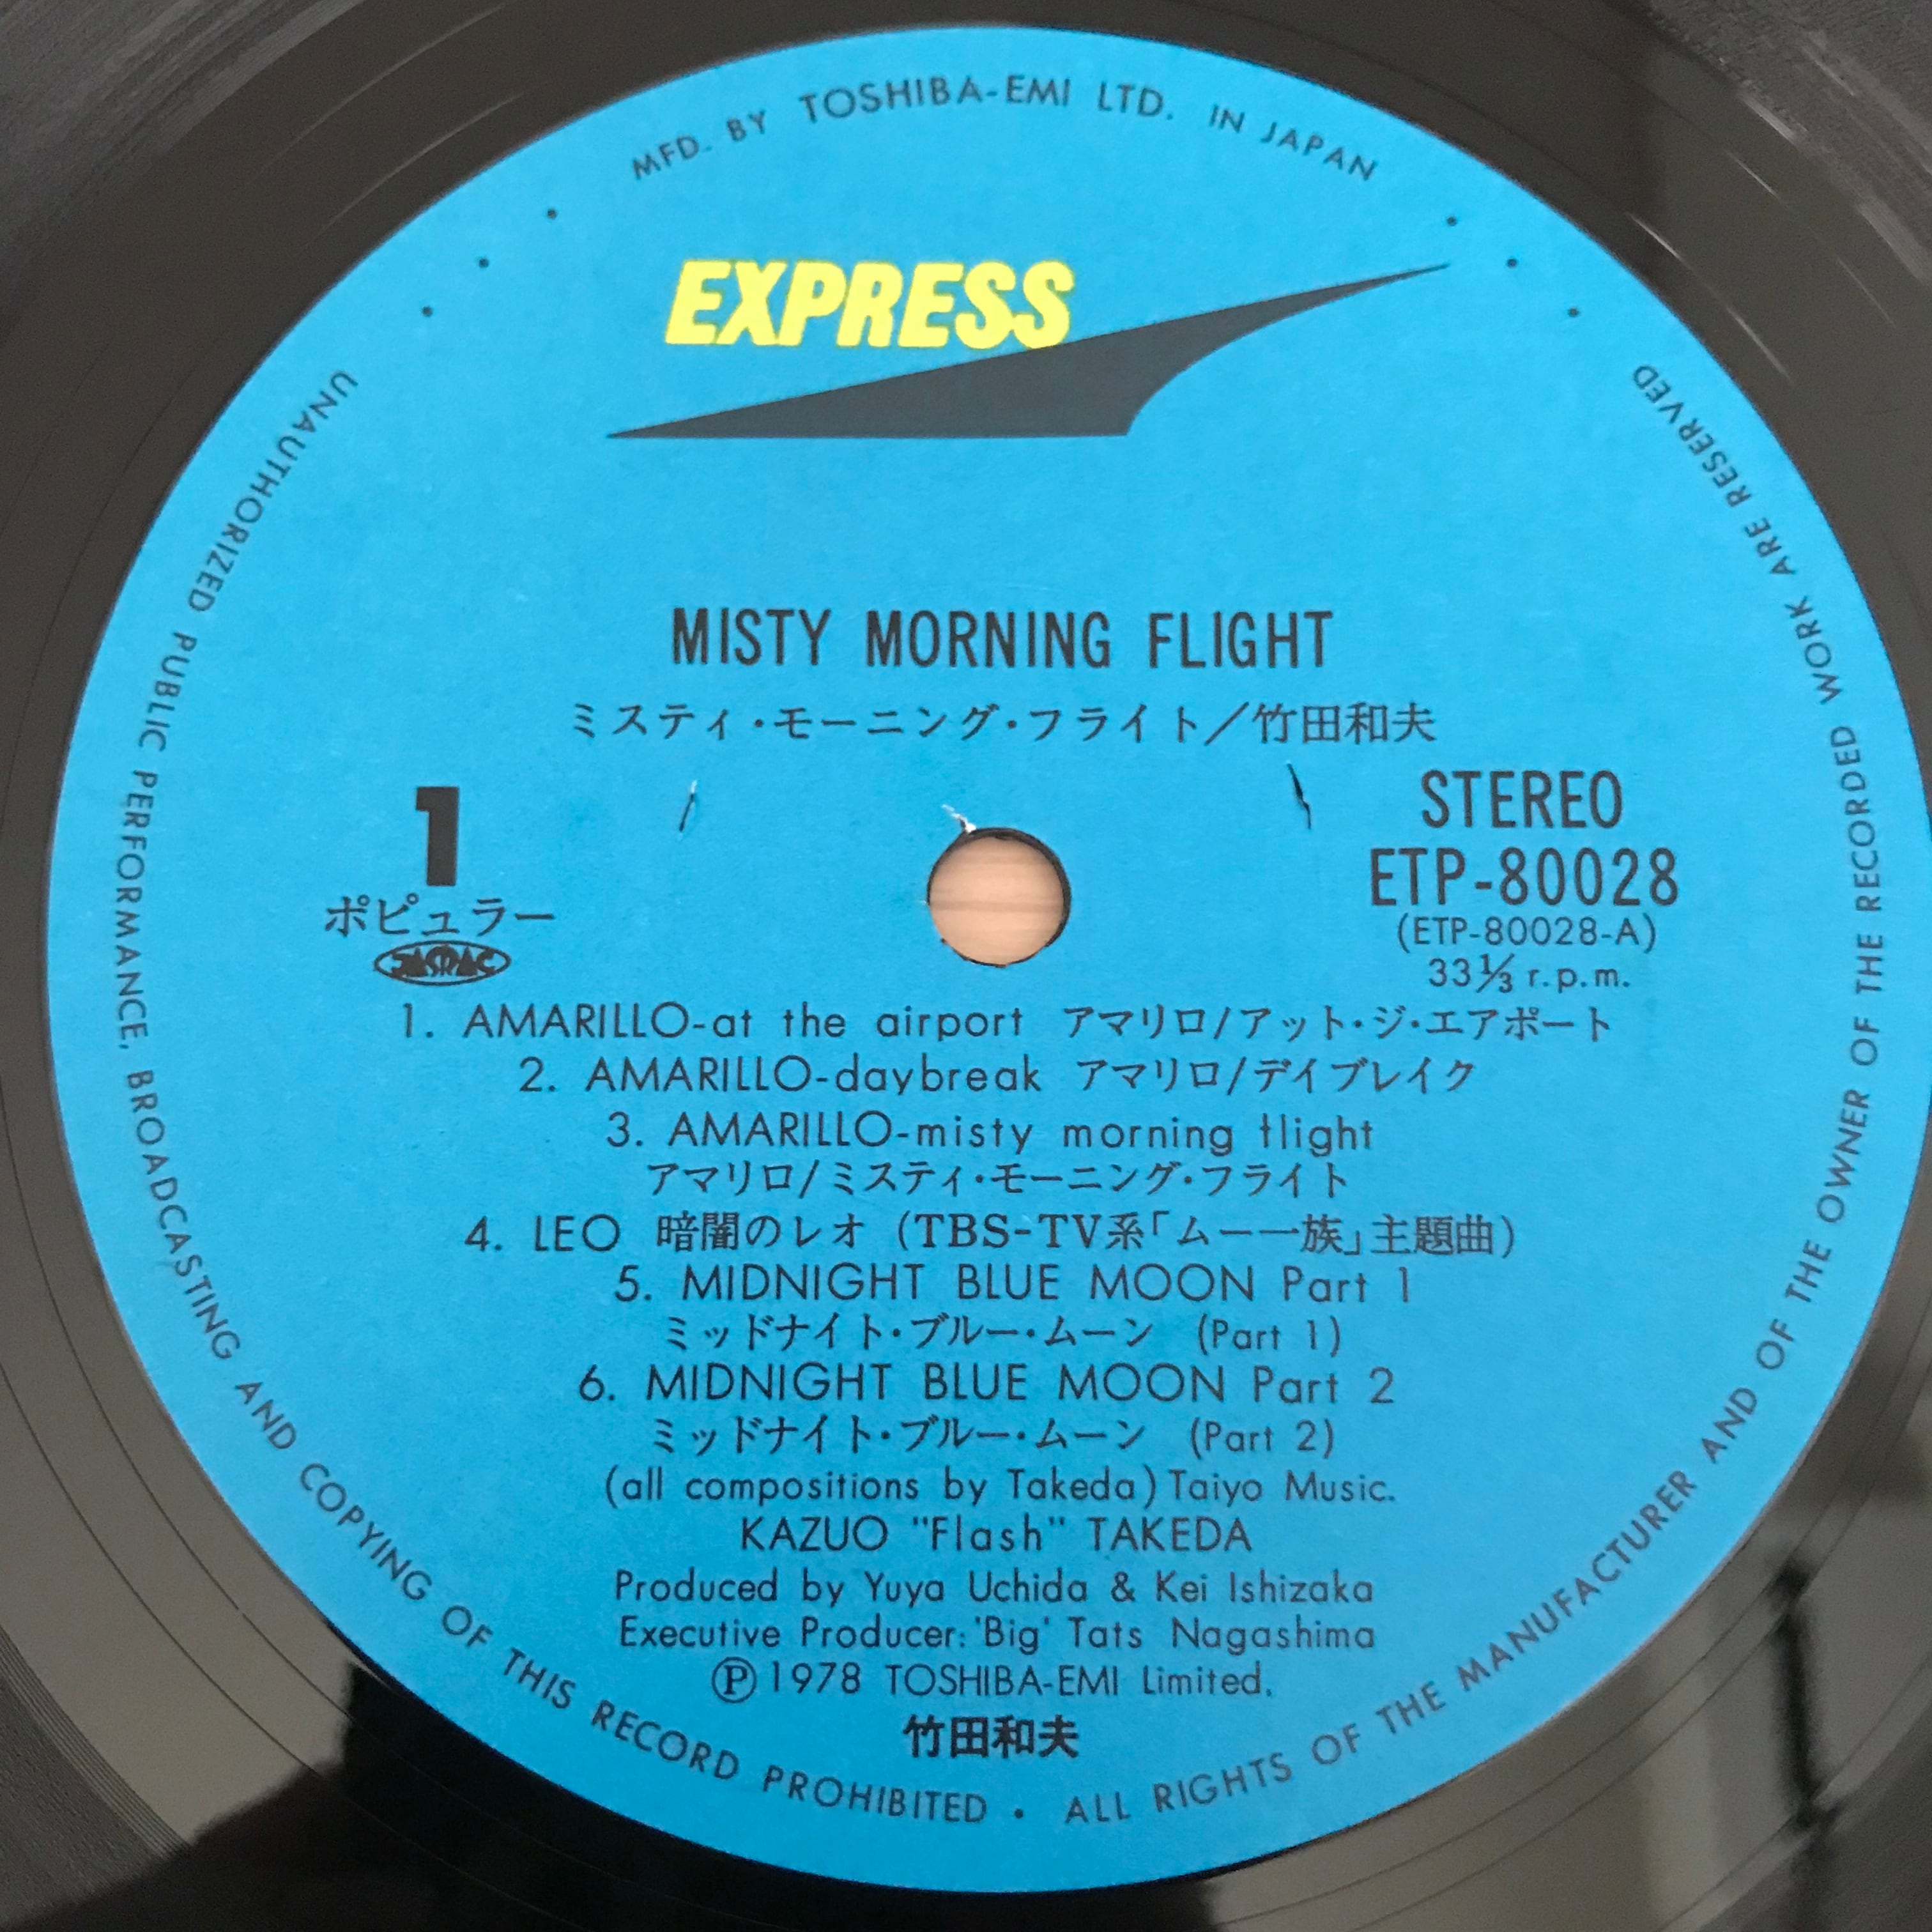 MFD. BY TOSHIBA-EMI LTD. IN JAPAN
EXPRESS
MISTY MORNING FLIGHT
ミスティ・モーニング・フライト／竹田和夫
1
ポピュラー
JASRAC
STEREO
ETP-80028
(ETP-80028-A)
33⅓ r.p.m.
1. AMARILLO-at the airport アマリロ/アット・ジ・エアポート
2. AMARILLO-daybreak アマリロ/デイブレイク
3. AMARILLO-misty morning flight
アマリロ/ミスティ・モーニング・フライト
4. LEO 暗闇のレオ (TBS-TV系「ムー一族」主題曲)
5. MIDNIGHT BLUE MOON Part 1
ミッドナイト・ブルー・ムーン (Part 1)
6. MIDNIGHT BLUE MOON Part 2
ミッドナイト・ブルー・ムーン (Part 2)
(all compositions by Takeda) Taiyo Music.
KAZUO "Flash" TAKEDA
Produced by Yuya Uchida & Kei Ishizaka
Executive Producer: 'Big' Tats Nagashima
Ⓟ1978 TOSHIBA-EMI Limited.
竹田和夫
UNAUTHORIZED PUBLIC PERFORMANCE, BROADCASTING AND COPYING OF THIS RECORD PROHIBITED • ALL RIGHTS OF THE MANUFACTURER AND OF THE OWNER OF THE RECORDED WORK ARE RESERVED